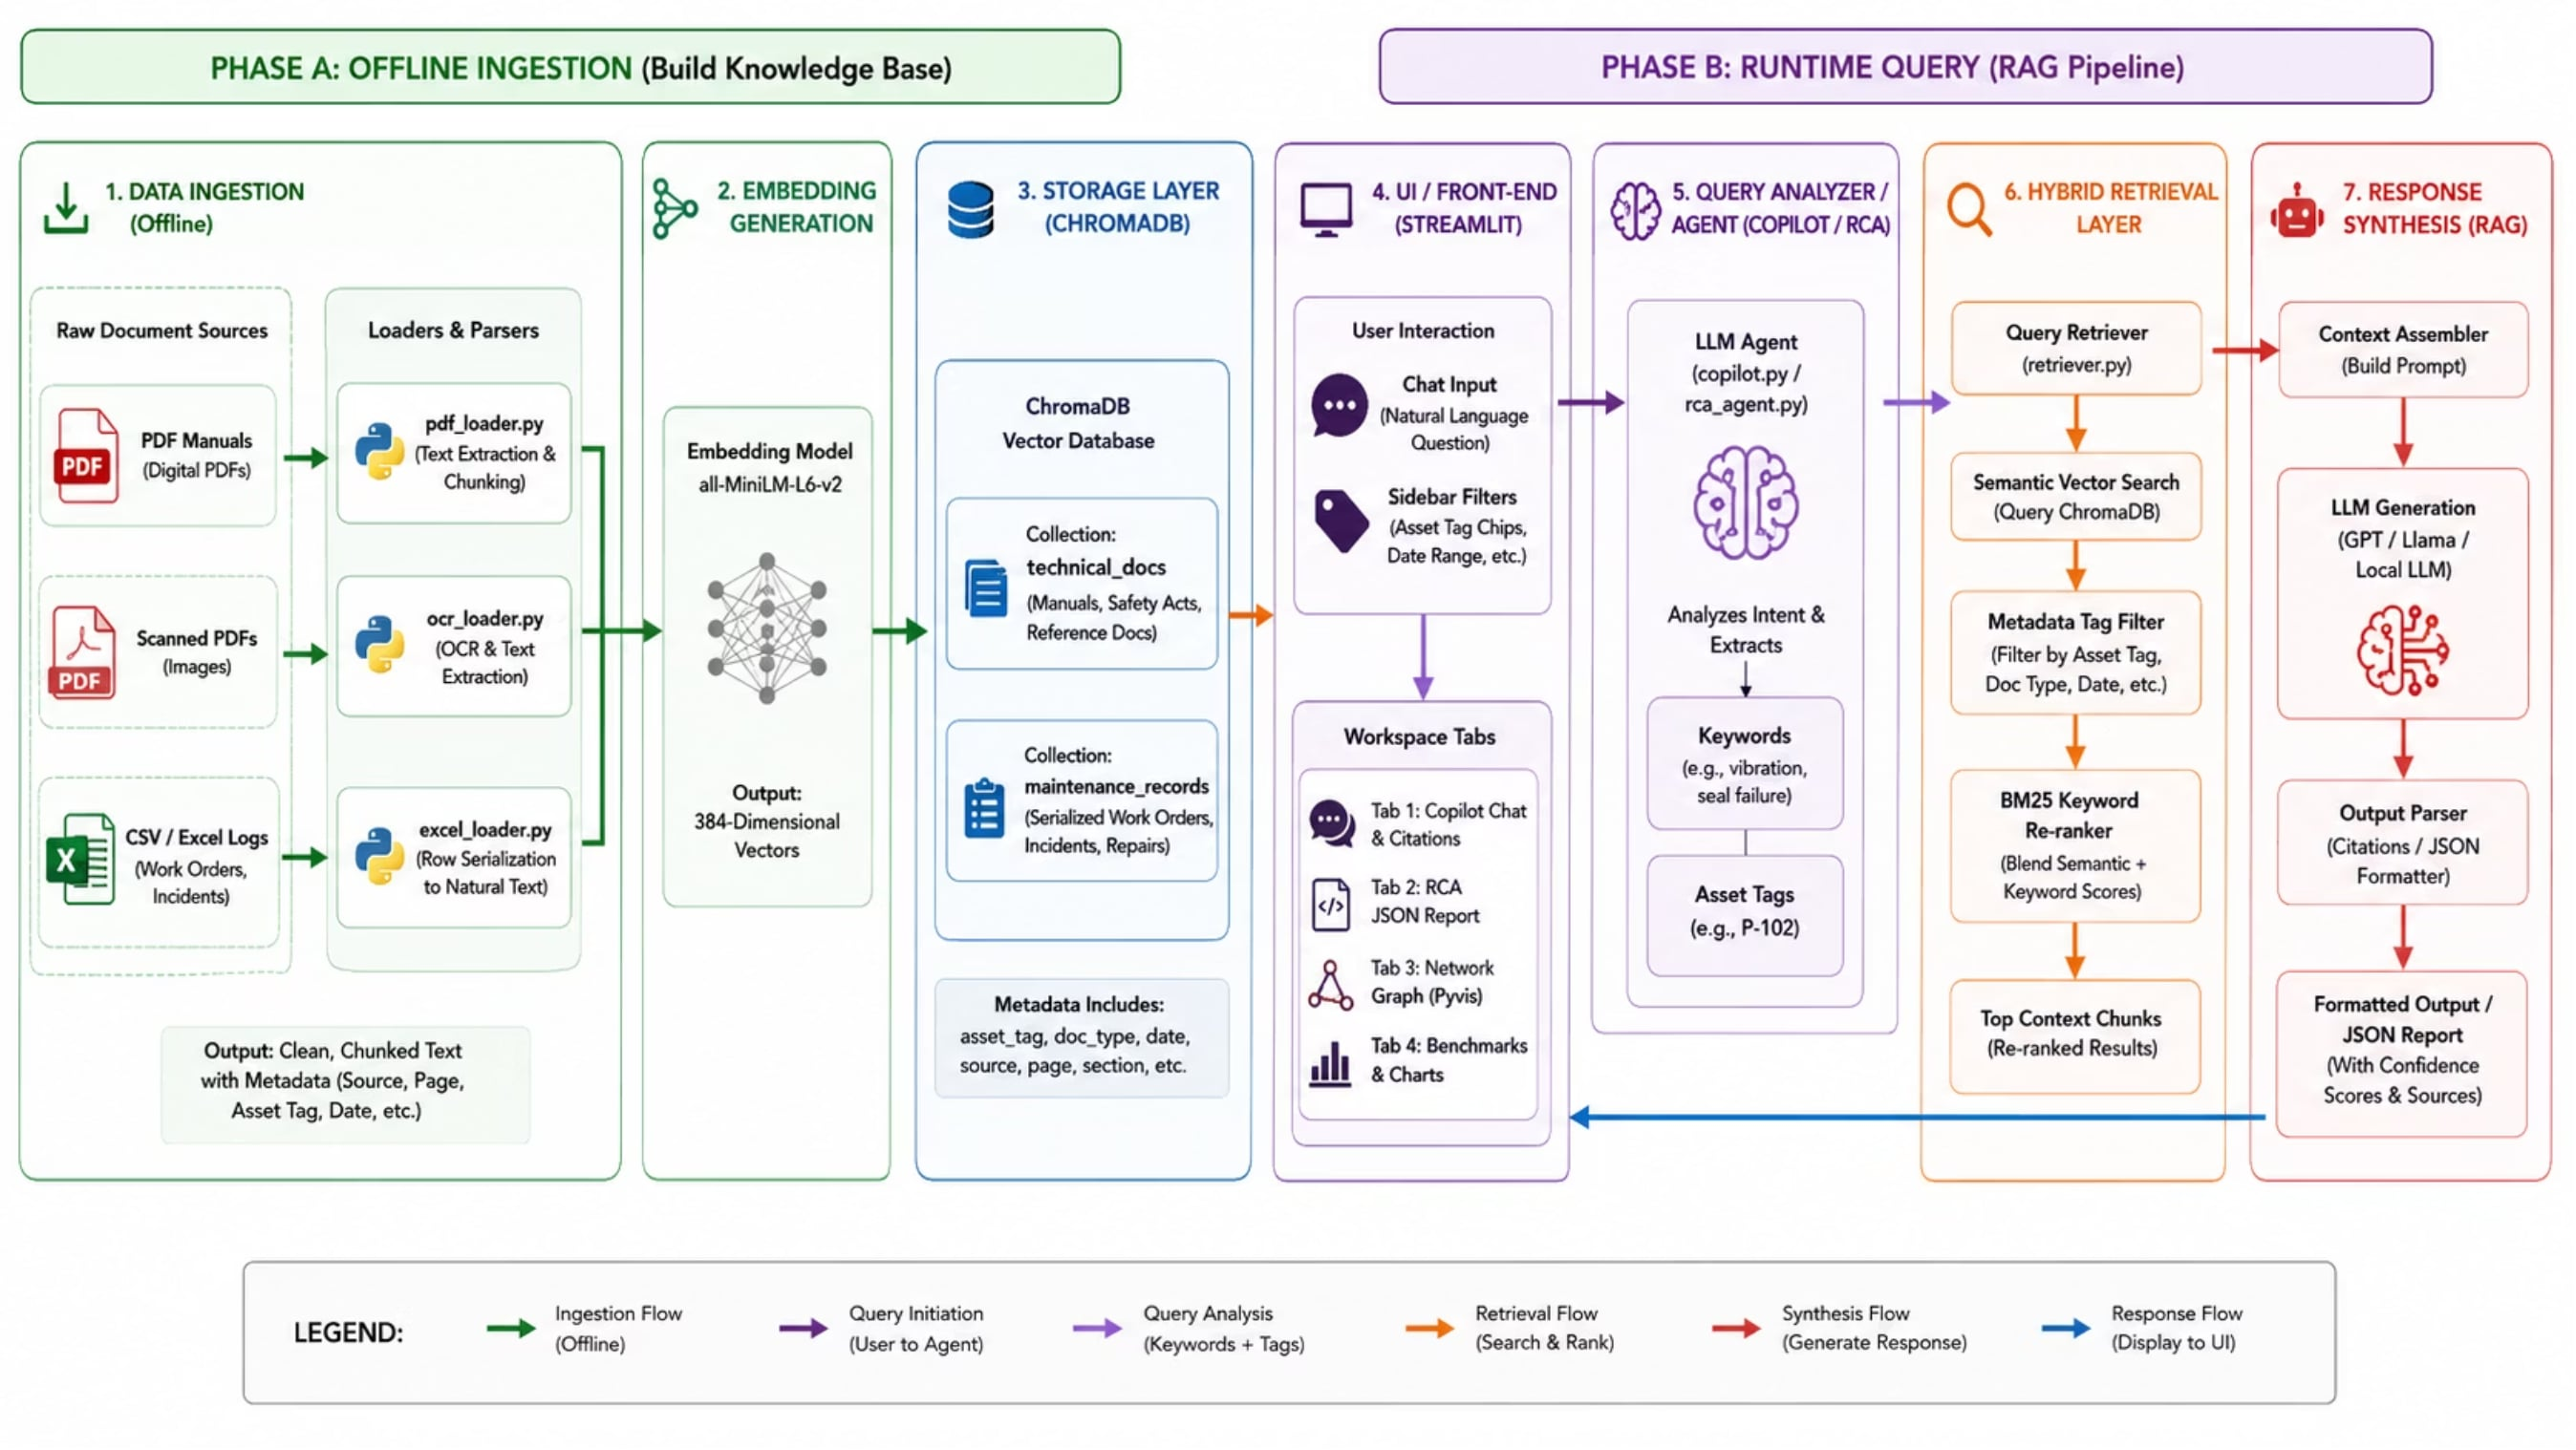 PHASE A: OFFLINE INGESTION (Build Knowledge Base)
PHASE B: RUNTIME QUERY (RAG Pipeline)
1. DATA INGESTION
(Offline)
Raw Document Sources
PDF
PDF Manuals
(Digital PDFs)
PDF
Scanned PDFs
(Images)
X
CSV / Excel Logs
(Work Orders,
Incidents)
Loaders & Parsers
pdf_loader.py
(Text Extraction &
Chunking)
ocr_loader.py
(OCR & Text
Extraction)
excel_loader.py
(Row Serialization
to Natural Text)
Output: Clean, Chunked Text
with Metadata (Source, Page,
Asset Tag, Date, etc.)
2. EMBEDDING
GENERATION
Embedding Model
all-MiniLM-L6-v2
Output:
384-Dimensional
Vectors
3. STORAGE LAYER
(CHROMADB)
ChromaDB
Vector Database
Collection:
technical_docs
(Manuals, Safety Acts,
Reference Docs)
Collection:
maintenance_records
(Serialized Work Orders,
Incidents, Repairs)
Metadata Includes:
asset_tag, doc_type, date,
source, page, section, etc.
4. UI / FRONT-END
(STREAMLIT)
User Interaction
Chat Input
(Natural Language
Question)
Sidebar Filters
(Asset Tag Chips,
Date Range, etc.)
Workspace Tabs
Tab 1: Copilot Chat
& Citations
</>
Tab 2: RCA
JSON Report
Tab 3: Network
Graph (Pyvis)
Tab 4: Benchmarks
& Charts
5. QUERY ANALYZER /
AGENT (COPILOT / RCA)
LLM Agent
(copilot.py /
rca_agent.py)
Analyzes Intent &
Extracts
Keywords
(e.g., vibration,
seal failure)
Asset Tags
(e.g., P-102)
6. HYBRID RETRIEVAL
LAYER
Query Retriever
(retriever.py)
Semantic Vector Search
(Query ChromaDB)
Metadata Tag Filter
(Filter by Asset Tag,
Doc Type, Date, etc.)
BM25 Keyword
Re-ranker
(Blend Semantic +
Keyword Scores)
Top Context Chunks
(Re-ranked Results)
7. RESPONSE
SYNTHESIS (RAG)
Context Assembler
(Build Prompt)
LLM Generation
(GPT / Llama /
Local LLM)
Output Parser
(Citations / JSON
Formatter)
Formatted Output /
JSON Report
(With Confidence
Scores & Sources)
LEGEND:
Ingestion Flow
(Offline)
Query Initiation
(User to Agent)
Query Analysis
(Keywords + Tags)
Retrieval Flow
(Search & Rank)
Synthesis Flow
(Generate Response)
Response Flow
(Display to UI)